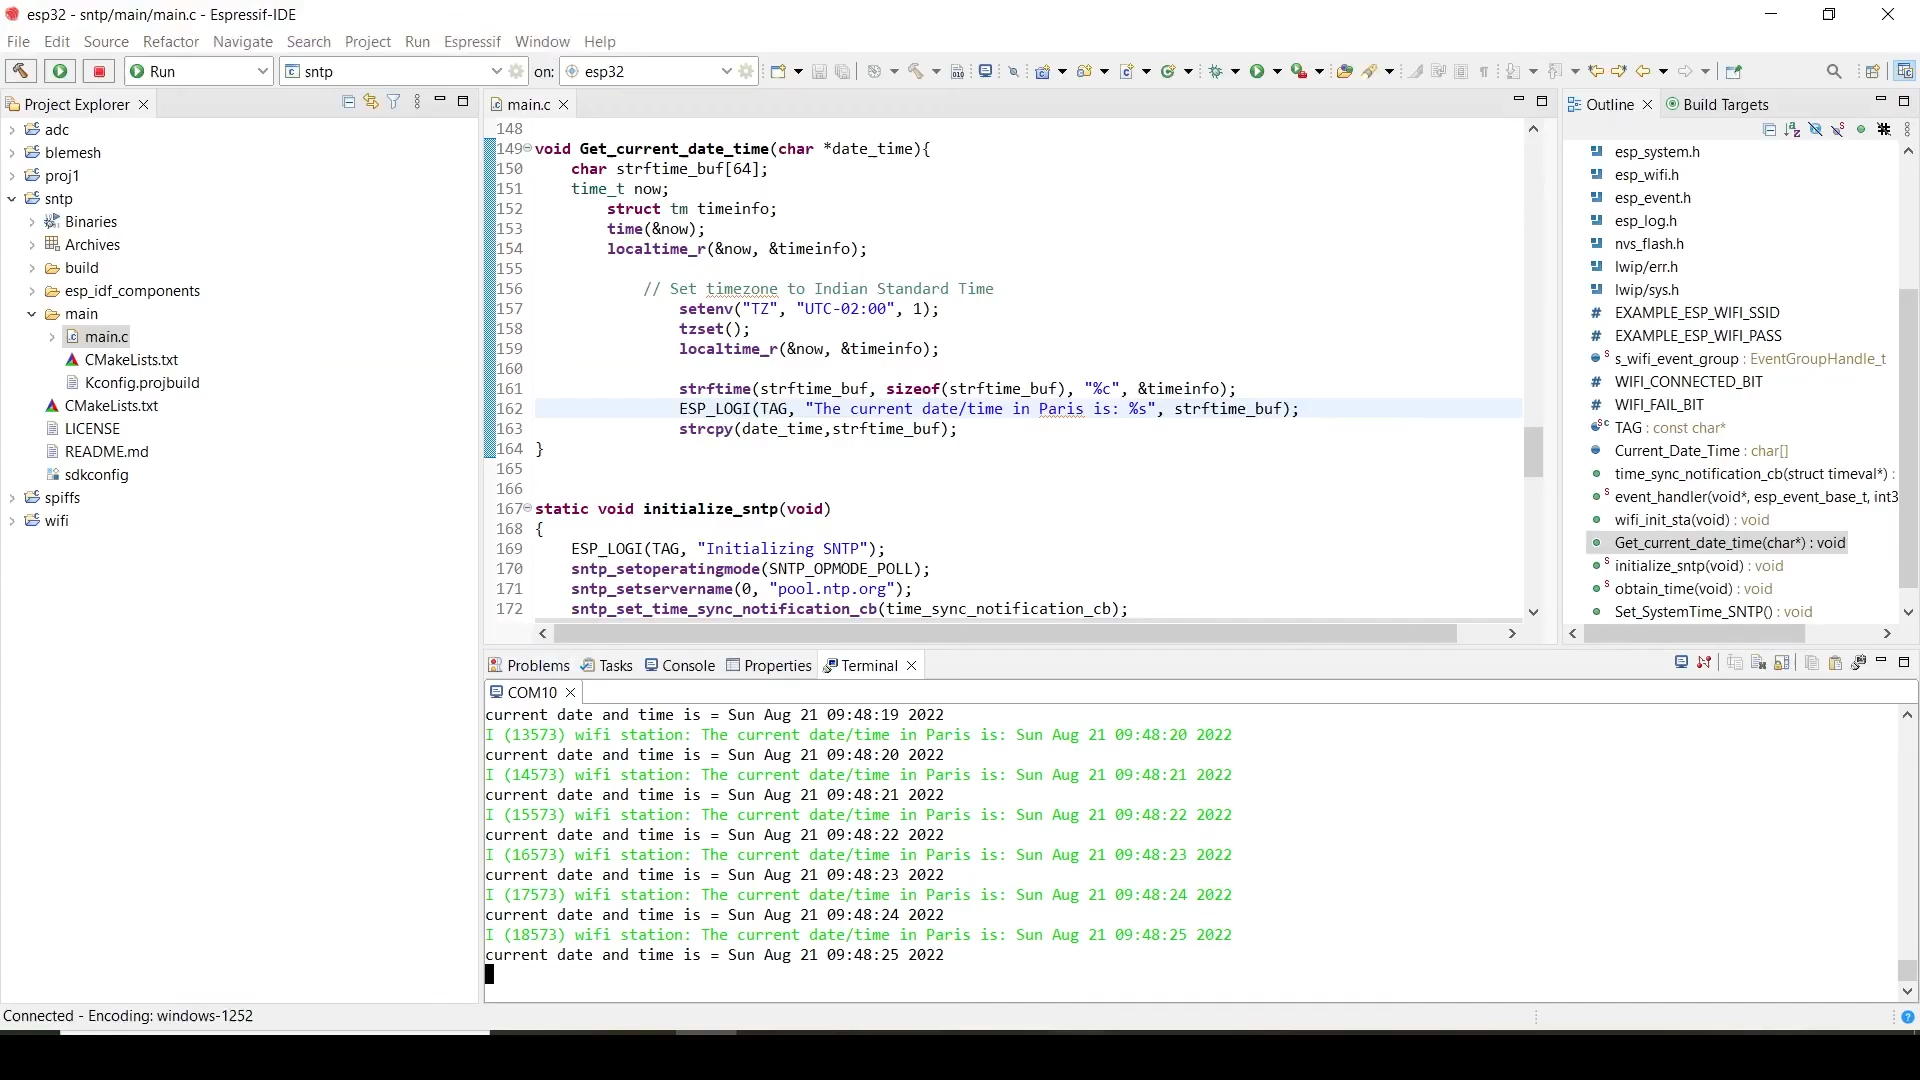 esp32 - sntp/main/main.c - Espressif-IDE
File Edit Source Refactor Navigate Search Project Run Espressif Window Help
Run sntp on: esp32
Project Explorer
adc
blemesh
proj1
sntp
Binaries
Archives
build
esp_idf_components
main
main.c
CMakeLists.txt
Kconfig.projbuild
CMakeLists.txt
LICENSE
README.md
sdkconfig
spiffs
wifi
main.c
148
149 void Get_current_date_time(char *date_time){
150 char strftime_buf[64];
151 time_t now;
152 struct tm timeinfo;
153 time(&now);
154 localtime_r(&now, &timeinfo);
155
156 // Set timezone to Indian Standard Time
157 setenv("TZ", "UTC-02:00", 1);
158 tzset();
159 localtime_r(&now, &timeinfo);
160
161 strftime(strftime_buf, sizeof(strftime_buf), "%c", &timeinfo);
162 ESP_LOGI(TAG, "The current date/time in Paris is: %s", strftime_buf);
163 strcpy(date_time,strftime_buf);
164 }
165
166
167 static void initialize_sntp(void)
168 {
169 ESP_LOGI(TAG, "Initializing SNTP");
170 sntp_setoperatingmode(SNTP_OPMODE_POLL);
171 sntp_setservername(0, "pool.ntp.org");
172 sntp_set_time_sync_notification_cb(time_sync_notification_cb);
Outline Build Targets
esp_system.h
esp_wifi.h
esp_event.h
esp_log.h
nvs_flash.h
lwip/err.h
lwip/sys.h
EXAMPLE_ESP_WIFI_SSID
EXAMPLE_ESP_WIFI_PASS
s_wifi_event_group : EventGroupHandle_t
WIFI_CONNECTED_BIT
WIFI_FAIL_BIT
TAG : const char*
Current_Date_Time : char[]
time_sync_notification_cb(struct timeval*) :
event_handler(void*, esp_event_base_t, int3
wifi_init_sta(void) : void
Get_current_date_time(char*) : void
initialize_sntp(void) : void
obtain_time(void) : void
Set_SystemTime_SNTP() : void
Problems Tasks Console Properties Terminal
COM10
current date and time is = Sun Aug 21 09:48:19 2022
I (13573) wifi station: The current date/time in Paris is: Sun Aug 21 09:48:20 2022
current date and time is = Sun Aug 21 09:48:20 2022
I (14573) wifi station: The current date/time in Paris is: Sun Aug 21 09:48:21 2022
current date and time is = Sun Aug 21 09:48:21 2022
I (15573) wifi station: The current date/time in Paris is: Sun Aug 21 09:48:22 2022
current date and time is = Sun Aug 21 09:48:22 2022
I (16573) wifi station: The current date/time in Paris is: Sun Aug 21 09:48:23 2022
current date and time is = Sun Aug 21 09:48:23 2022
I (17573) wifi station: The current date/time in Paris is: Sun Aug 21 09:48:24 2022
current date and time is = Sun Aug 21 09:48:24 2022
I (18573) wifi station: The current date/time in Paris is: Sun Aug 21 09:48:25 2022
current date and time is = Sun Aug 21 09:48:25 2022
Connected - Encoding: windows-1252